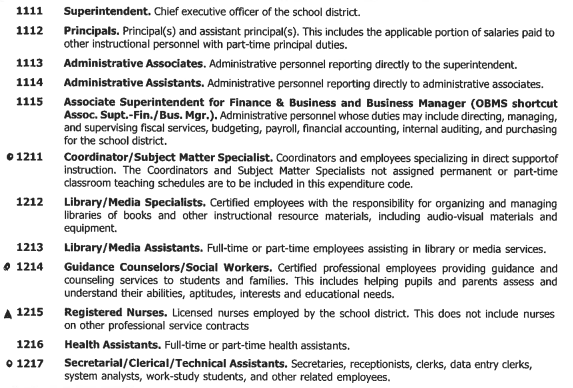 1111 Superintendent. Chief executive officer of the school district.
1112 Principals. Principal(s) and assistant principal(s). This includes the applicable portion of salaries paid to
other instructional personnel with part-time principal duties.
1113 Administrative Associates. Administrative personnel reporting directly to the superintendent.
1114 Administrative Assistants. Administrative personnel reporting directly to administrative associates.
1115 Associate Superintendent for Finance & Business and Business Manager (OBMS shortcut
Assoc. Supt.-Fin./Bus. Mgr.). Administrative personnel whose duties may include directing, managing,
and supervising fiscal services, budgeting, payroll, financial accounting, internal auditing, and purchasing
for the school district.
1211 Coordinator/Subject Matter Specialist. Coordinators and employees specializing in direct supportof
instruction. The Coordinators and Subject Matter Specialists not assigned permanent or part-time
classroom teaching schedules are to be included in this expenditure code.
1212 Library/Media Specialists. Certified employees with the responsibility for organizing and managing
libraries of books and other instructional resource materials, including audio-visual materials and
equipment.
1213 Library/Media Assistants. Full-time or part-time employees assisting in library or media services.
1214 Guidance Counselors/Social Workers. Certified professional employees providing guidance and
counseling services to students and families. This includes helping pupils and parents assess and
understand their abilities, aptitudes, interests and educational needs.
1215 Registered Nurses. Licensed nurses employed by the school district. This does not include nurses
on other professional service contracts
1216 Health Assistants. Full-time or part-time health assistants.
1217 Secretarial/Clerical/Technical Assistants. Secretaries, receptionists, clerks, data entry clerks,
system analysts, work-study students, and other related employees.